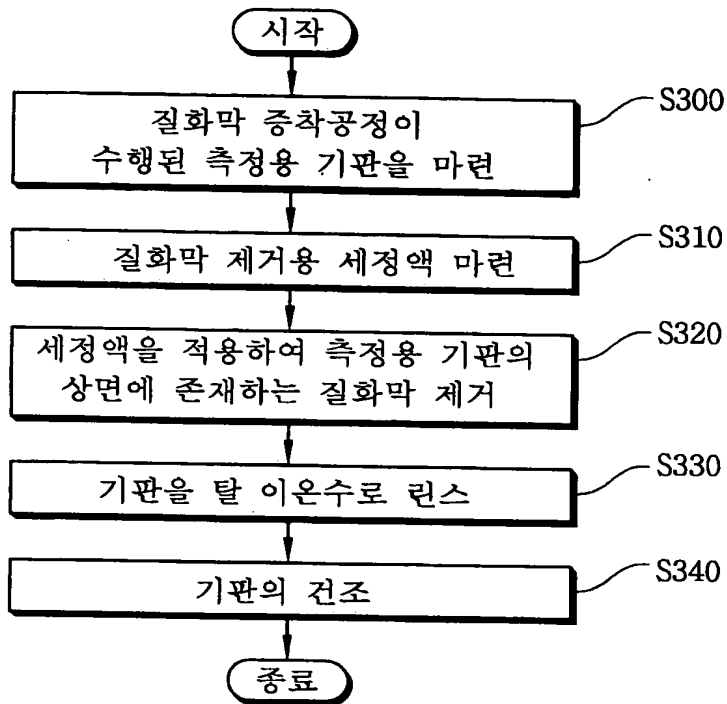 시작
질화막 증착공정이
수행된 측정용 기판을 마련
S300
질화막 제거용 세정액 마련
S310
세정액을 적용하여 측정용 기판의
상면에 존재하는 질화막 제거
S320
기판을 탈 이온수로 린스
S330
기판의 건조
S340
종료